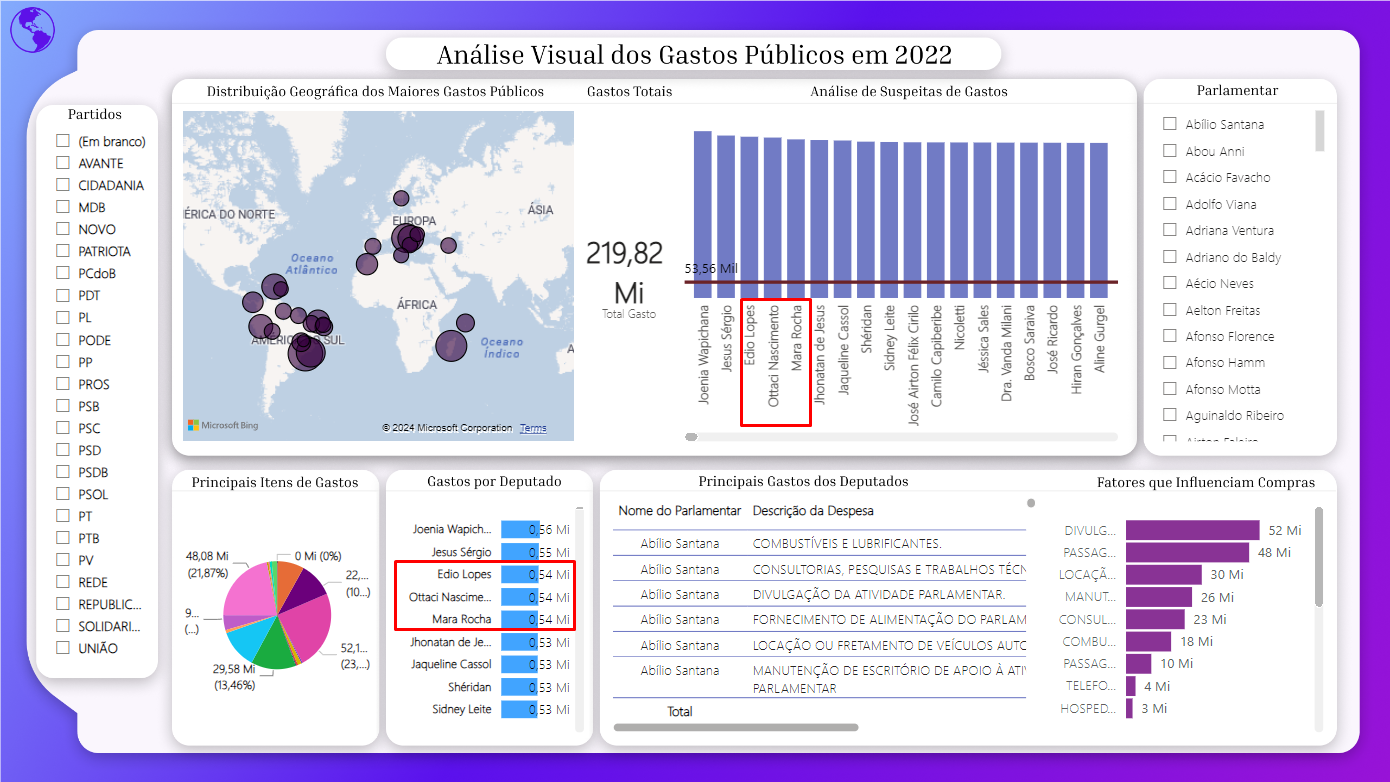 Análise Visual dos Gastos Públicos em 2022
Partidos
(Em branco)
AVANTE
CIDADANIA
MDB
NOVO
PATRIOTA
PCdoB
PDT
PL
PODE
PP
PROS
PSB
PSC
PSD
PSDB
PSOL
PT
PTB
PV
REDE
REPUBLIC...
SOLIDARI...
UNIÃO
Distribuição Geográfica dos Maiores Gastos Públicos
ÉRICA DO NORTE
EUROPA
ÁSIA
Oceano
Atlântico
ÁFRICA
AMÉRICA DO SUL
Oceano
Índico
A
Microsoft Bing
© 2024 Microsoft Corporation Terms
Gastos Totais
219,82
Mi
Total Gasto
Análise de Suspeitas de Gastos
53,56 Mil
Joenia Wapichana
Jesus Sérgio
Edio Lopes
Ottaci Nascimento
Mara Rocha
Jhonatan de Jesus
Jaqueline Cassol
Shéridan
Sidney Leite
José Airton Félix Cirilo
Camilo Capiberibe
Nicoletti
Jéssica Sales
Dra. Vanda Milani
Bosco Saraiva
José Ricardo
Hiran Gonçalves
Aline Gurgel
Parlamentar
Abílio Santana
Abou Anni
Acácio Favacho
Adolfo Viana
Adriana Ventura
Adriano do Baldy
Aécio Neves
Aelton Freitas
Afonso Florence
Afonso Hamm
Afonso Motta
Aguinaldo Ribeiro
Principais Itens de Gastos
48,08 Mi
(21,87%)
0 Mi (0%)
22,...
(10...)
9...
(...)
52,1...
(23,...)
29,58 Mi
(13,46%)
Gastos por Deputado
Joenia Wapich... 0,56 Mi
Jesus Sérgio 0,55 Mi
Edio Lopes 0,54 Mi
Ottaci Nascime... 0,54 Mi
Mara Rocha 0,54 Mi
Jhonatan de Je... 0,53 Mi
Jaqueline Cassol 0,53 Mi
Shéridan 0,53 Mi
Sidney Leite 0,53 Mi
Principais Gastos dos Deputados
Nome do Parlamentar Descrição da Despesa
Abílio Santana COMBUSTÍVEIS E LUBRIFICANTES.
Abílio Santana CONSULTORIAS, PESQUISAS E TRABALHOS TÉCN
Abílio Santana DIVULGAÇÃO DA ATIVIDADE PARLAMENTAR.
Abílio Santana FORNECIMENTO DE ALIMENTAÇÃO DO PARLAM
Abílio Santana LOCAÇÃO OU FRETAMENTO DE VEÍCULOS AUTO
Abílio Santana MANUTENÇÃO DE ESCRITÓRIO DE APOIO À ATIV
PARLAMENTAR
Total
Fatores que Influenciam Compras
DIVULG... 52 Mi
PASSAG... 48 Mi
LOCAÇÃ... 30 Mi
MANUT... 26 Mi
CONSUL... 23 Mi
COMBU... 18 Mi
PASSAG... 10 Mi
TELEFO... 4 Mi
HOSPED... 3 Mi